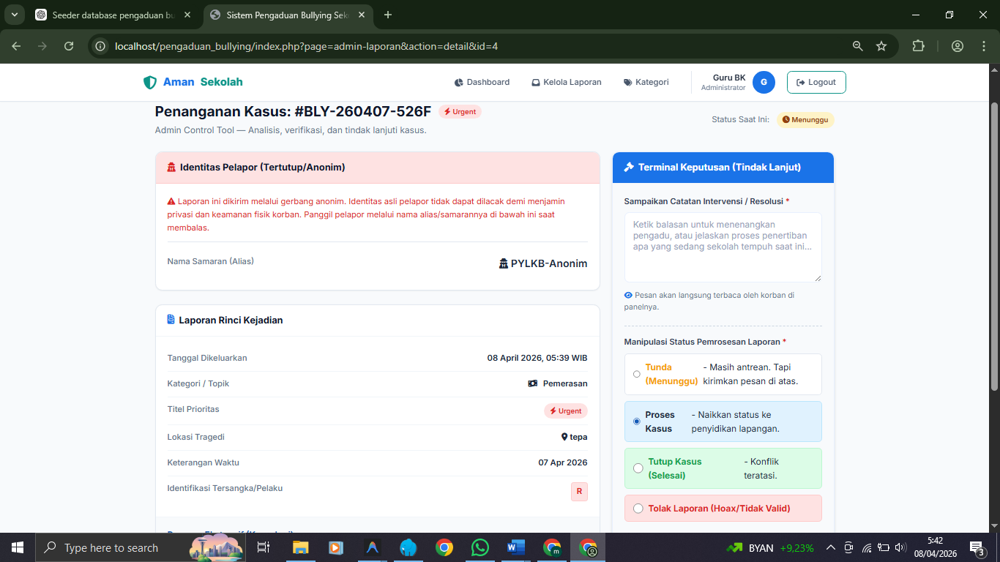 Seeder database pengaduan bu
Sistem Pengaduan Bullying Sek
localhost/pengaduan_bullying/index.php?page=admin-laporan&action=detail&id=4
Aman Sekolah
Dashboard
Kelola Laporan
Kategori
Guru BK
Administrator
G
Logout
Penanganan Kasus: #BLY-260407-526F
Urgent
Admin Control Tool — Analisis, verifikasi, dan tindak lanjuti kasus.
Status Saat Ini:
Menunggu
Identitas Pelapor (Tertutup/Anonim)
Laporan ini dikirim melalui gerbang anonim. Identitas asli pelapor tidak dapat dilacak demi menjamin
privasi dan keamanan fisik korban. Panggil pelapor melalui nama alias/samarannya di bawah ini saat
membalas.
Nama Samaran (Alias)
PYLKB-Anonim
Laporan Rinci Kejadian
Tanggal Dikeluarkan
08 April 2026, 05:39 WIB
Kategori / Topik
Pemerasan
Titel Prioritas
Urgent
Lokasi Tragedi
tepa
Keterangan Waktu
07 Apr 2026
Identifikasi Tersangka/Pelaku
R
Terminal Keputusan (Tindak Lanjut)
Sampaikan Catatan Intervensi / Resolusi *
Ketik balasan untuk menenangkan
pengadu, atau jelaskan proses penertiban
apa yang sedang sekolah tempuh saat ini...
Pesan akan langsung terbaca oleh korban di
panelnya.
Manipulasi Status Pemrosesan Laporan *
Tunda
(Menunggu)
- Masih antrean. Tapi
kirimkan pesan di atas.
Proses
Kasus
- Naikkan status ke
penyidikan lapangan.
Tutup Kasus
(Selesai)
- Konflik
teratasi.
Tolak Laporan (Hoax/Tidak Valid)
Type here to search
BYAN +9,23%
5:42
08/04/2026
3